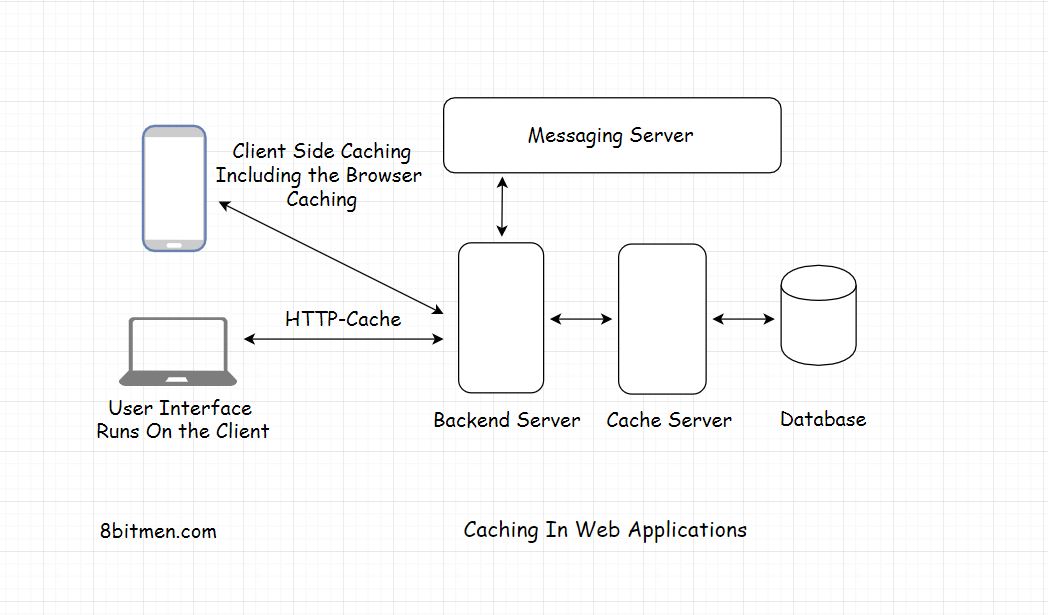 Messaging Server
Client Side Caching
Including the Browser
Caching
HTTP-Cache
User Interface
Runs On the Client
Backend Server
Cache Server
Database
8bitmen.com
Caching In Web Applications